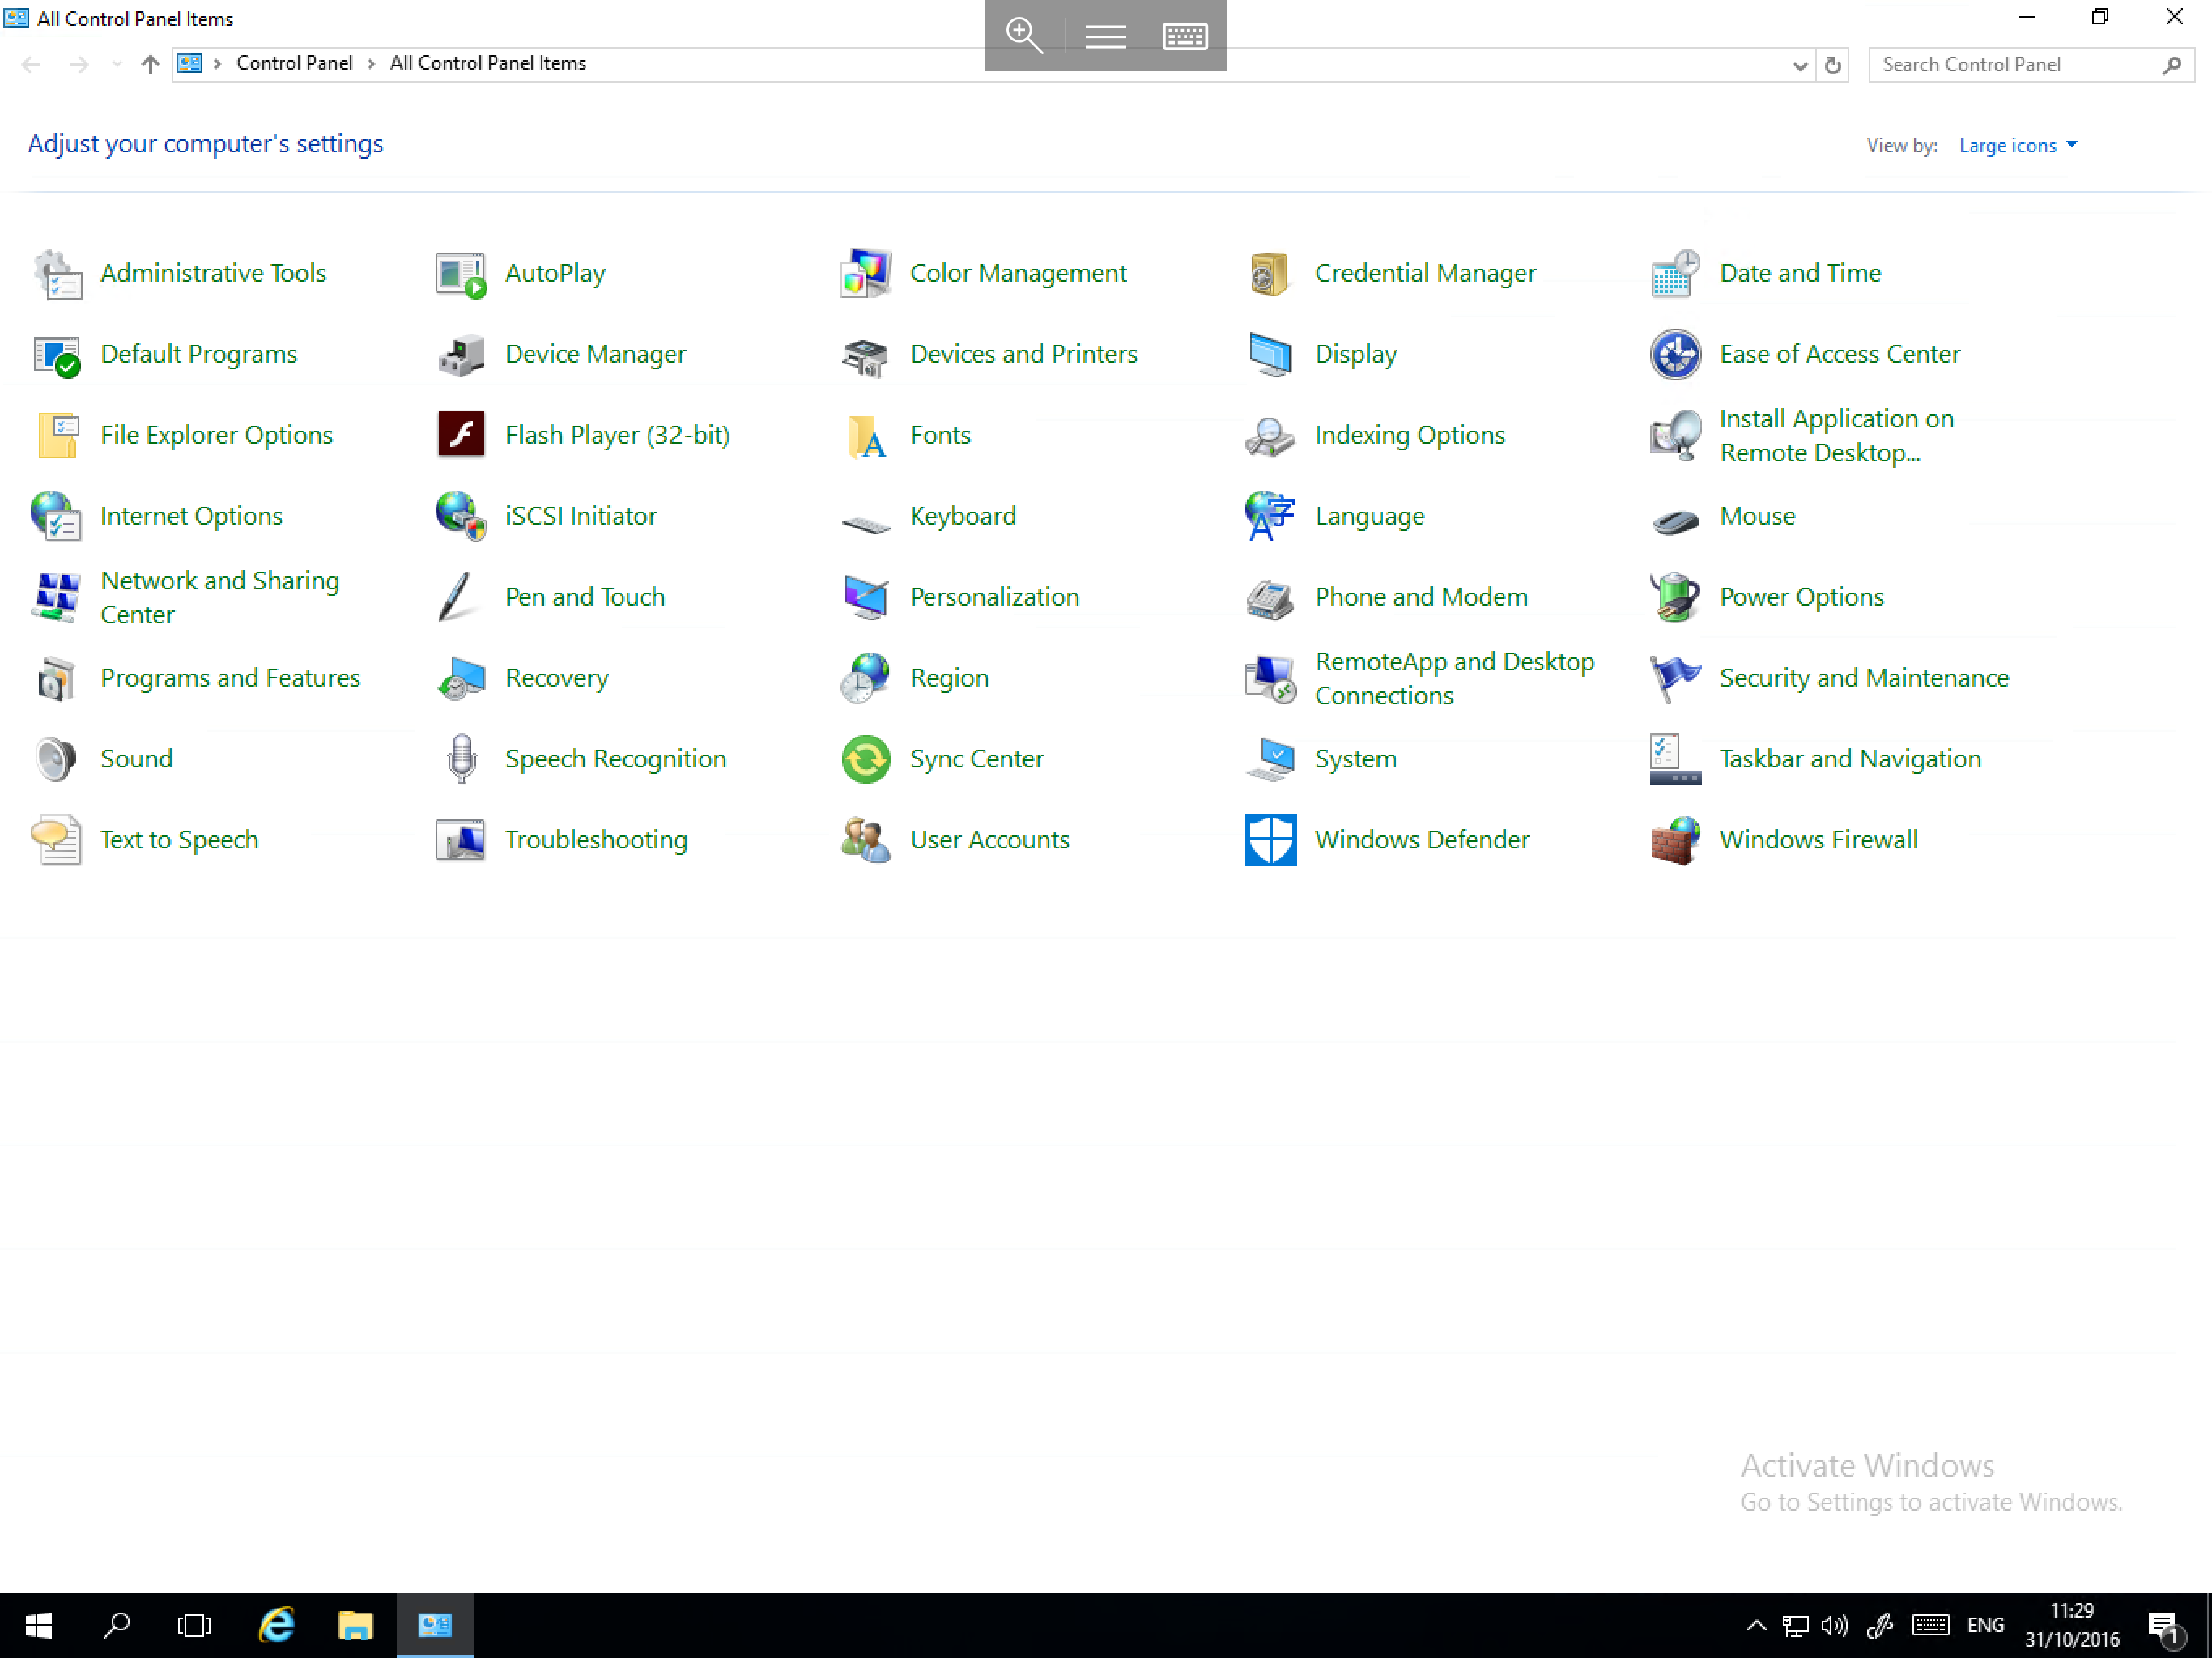 All Control Panel Items
Control Panel > All Control Panel Items
Search Control Panel
Adjust your computer's settings
View by: Large icons
Administrative Tools
AutoPlay
Color Management
Credential Manager
Date and Time
Default Programs
Device Manager
Devices and Printers
Display
Ease of Access Center
File Explorer Options
Flash Player (32-bit)
Fonts
Indexing Options
Install Application on
Remote Desktop...
Internet Options
iSCSI Initiator
Keyboard
Language
Mouse
Network and Sharing
Center
Pen and Touch
Personalization
Phone and Modem
Power Options
Programs and Features
Recovery
Region
RemoteApp and Desktop
Connections
Security and Maintenance
Sound
Speech Recognition
Sync Center
System
Taskbar and Navigation
Text to Speech
Troubleshooting
User Accounts
Windows Defender
Windows Firewall
Activate Windows
Go to Settings to activate Windows.
ENG
11:29
31/10/2016
1